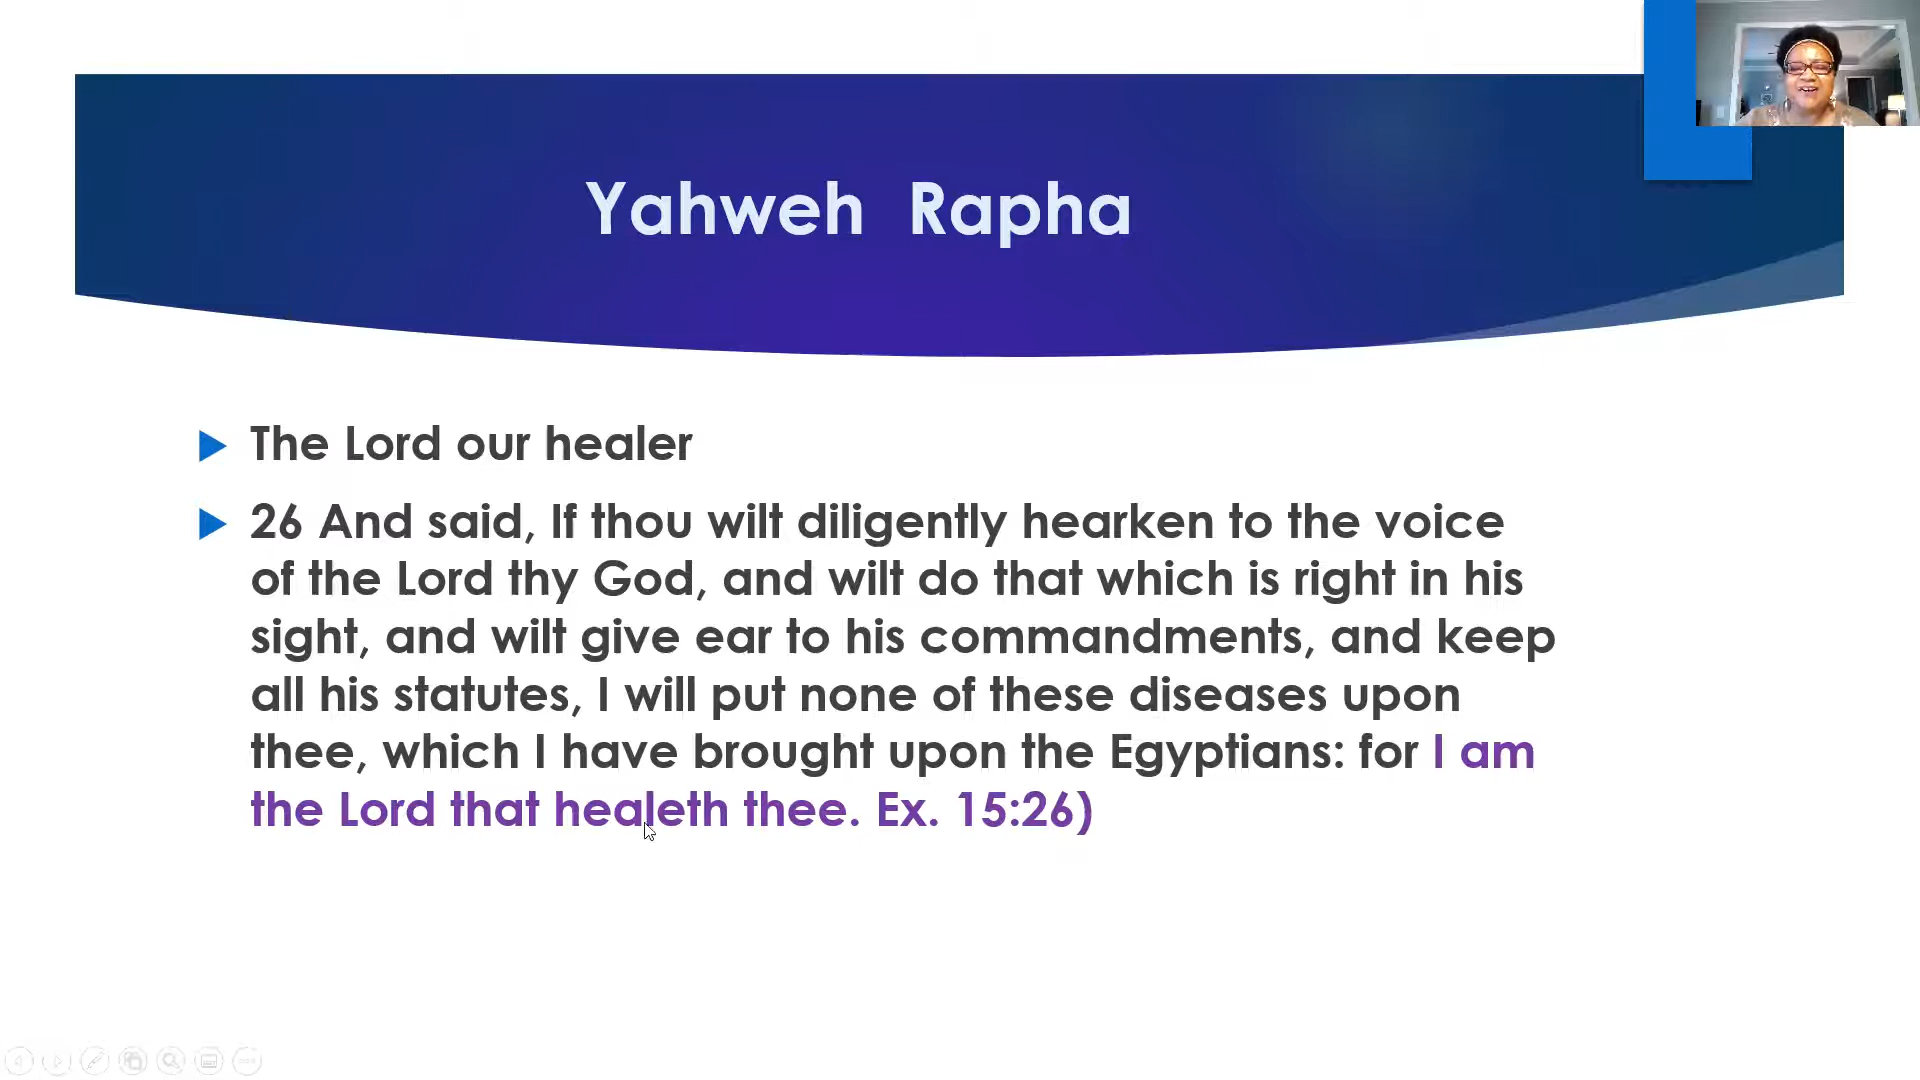 Yahweh Rapha
The Lord our healer
26 And said, If thou wilt diligently hearken to the voice
of the Lord thy God, and wilt do that which is right in his
sight, and wilt give ear to his commandments, and keep
all his statutes, I will put none of these diseases upon
thee, which I have brought upon the Egyptians: for I am
the Lord that healeth thee. Ex. 15:26)